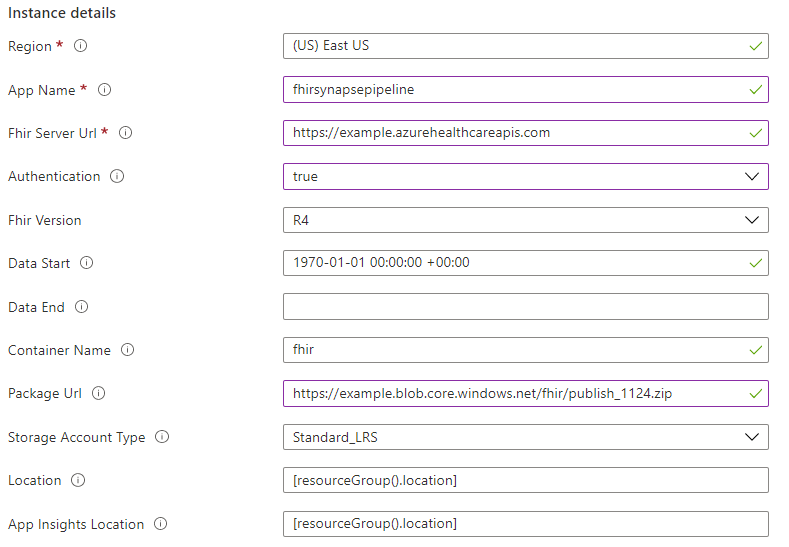 Instance details
Region * (US) East US
App Name * fhirsynapsepipeline
Fhir Server Url * https://example.azurehealthcareapis.com
Authentication true
Fhir Version R4
Data Start 1970-01-01 00:00:00 +00:00
Data End
Container Name fhir
Package Url https://example.blob.core.windows.net/fhir/publish_1124.zip
Storage Account Type Standard_LRS
Location [resourceGroup().location]
App Insights Location [resourceGroup().location]